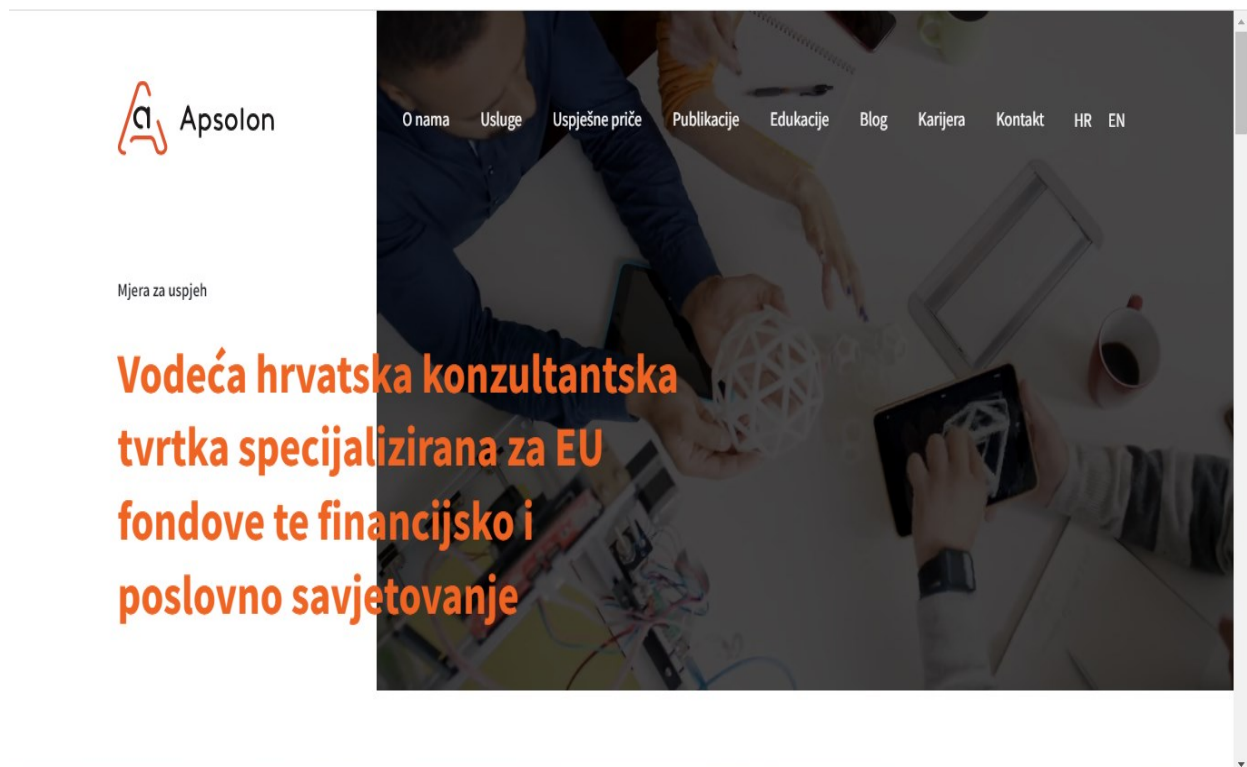 a Apsolon
O nama Usluge Uspješne priče Publikacije Edukacije Blog Karijera Kontakt HR EN
Mjera za uspjeh
Vodeća hrvatska konzultantska
tvrtka specijalizirana za EU
fondove te financijsko i
poslovno savjetovanje